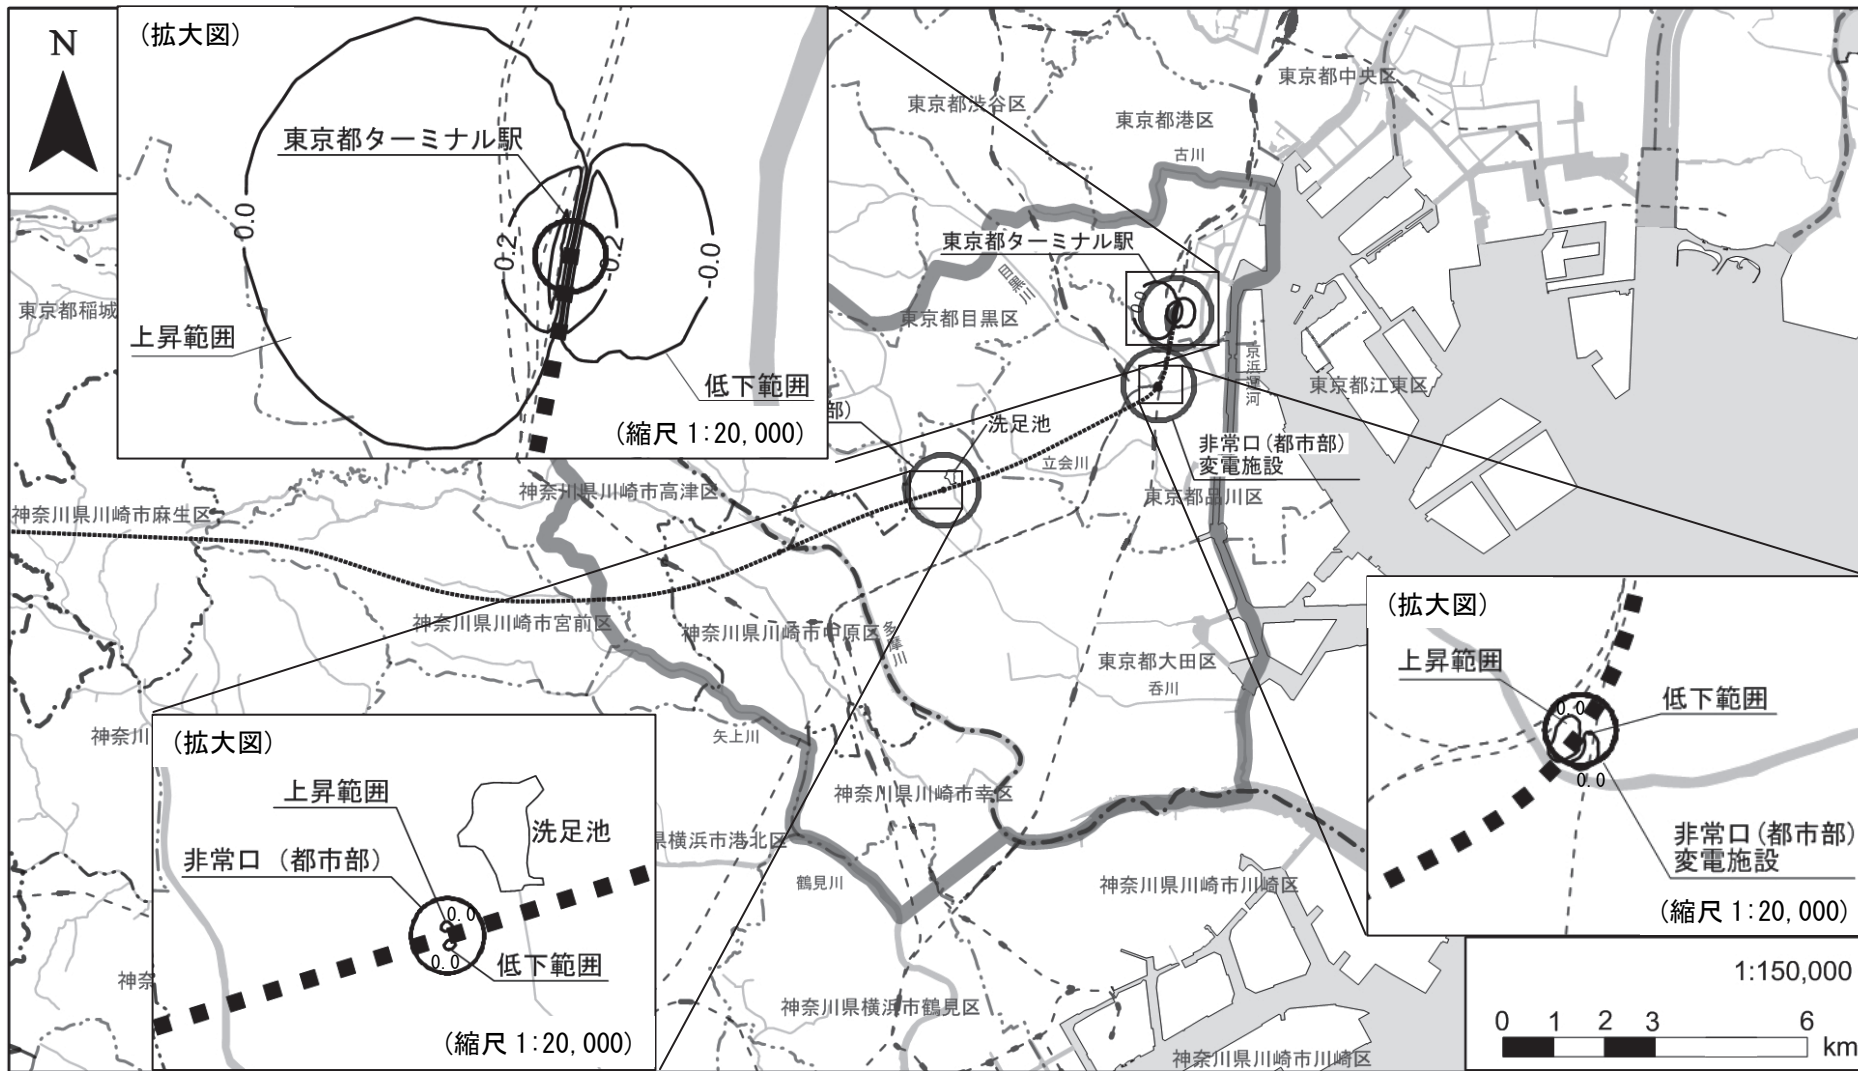 N
(拡大図)
東京都ターミナル駅
0.0
-0.2
-0.2
-0.0
上昇範囲
低下範囲
(縮尺 1:20,000)
東京都中央区
東京都渋谷区
東京都港区
古川
東京都ターミナル駅
目黒川
0.0
東京都稲城
東京都目黒区
京浜運河
東京都江東区
部)
洗足池
非常口(都市部)
変電施設
立会川
東京都品川区
神奈川県川崎市高津区
神奈川県川崎市麻生区
神奈川県川崎市宮前区
神奈川県川崎市中原区
多摩川
東京都大田区
呑川
神奈川
矢上川
神奈川県川崎市幸区
県横浜市港北区
鶴見川
神奈川県川崎市川崎区
神奈
神奈川県横浜市鶴見区
神奈川県川崎市川崎区
(拡大図)
上昇範囲
洗足池
非常口(都市部)
0.0
0.0
低下範囲
(縮尺 1:20,000)
(拡大図)
上昇範囲
0.0
低下範囲
0.0
非常口(都市部)
変電施設
(縮尺 1:20,000)
1:150,000
0 1 2 3 6
km